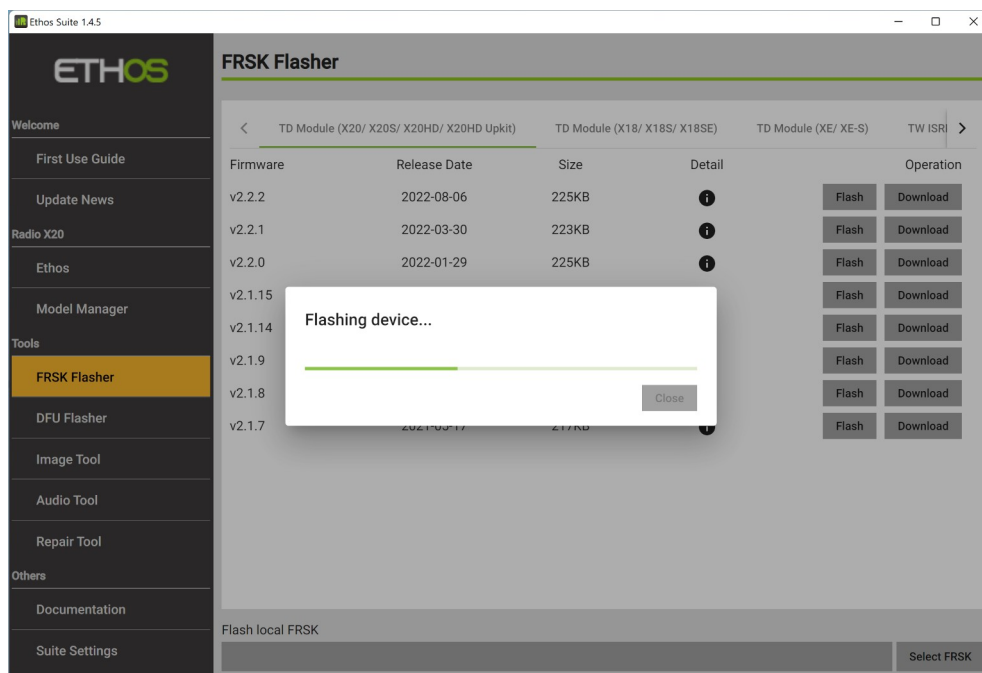 Ethos Suite 1.4.5
ETHOS
Welcome
First Use Guide
Update News
Radio X20
Ethos
Model Manager
Tools
FRSK Flasher
DFU Flasher
Image Tool
Audio Tool
Repair Tool
Others
Documentation
Suite Settings
FRSK Flasher
TD Module (X20/ X20S/ X20HD/ X20HD Upkit) TD Module (X18/ X18S/ X18SE) TD Module (XE/ XE-S) TW ISR
Firmware Release Date Size Detail Operation
v2.2.2 2022-08-06 225KB Flash Download
v2.2.1 2022-03-30 223KB Flash Download
v2.2.0 2022-01-29 225KB Flash Download
v2.1.15 Flash Download
v2.1.14 Flash Download
v2.1.9 Flash Download
v2.1.8 Flash Download
v2.1.7 217KB Flash Download
Flashing device...
Close
Flash local FRSK
Select FRSK